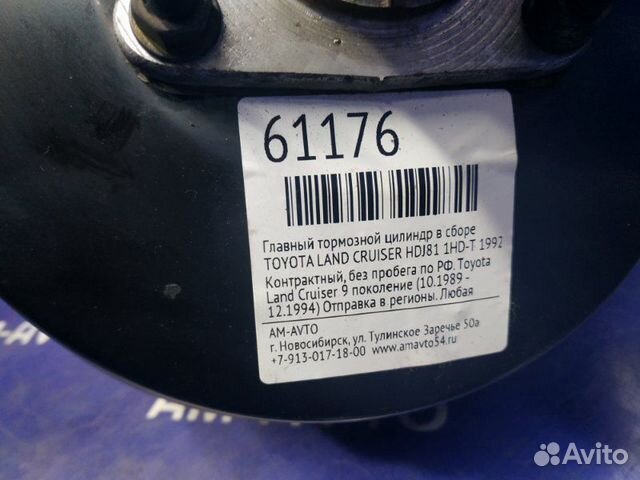 61176
Главный тормозной цилиндр в сборе
TOYOTA LAND CRUISER HDJ81 1HD-T 1992
Контрактный, без пробега по РФ. Toyota
Land Cruiser 9 поколение (10.1989 -
12.1994) Отправка в регионы. Любая
АМ-АВТО
г. Новосибирск, ул. Тулинское Заречье 50а
+7-913-017-18-00 www.amavto54.ru
Avito